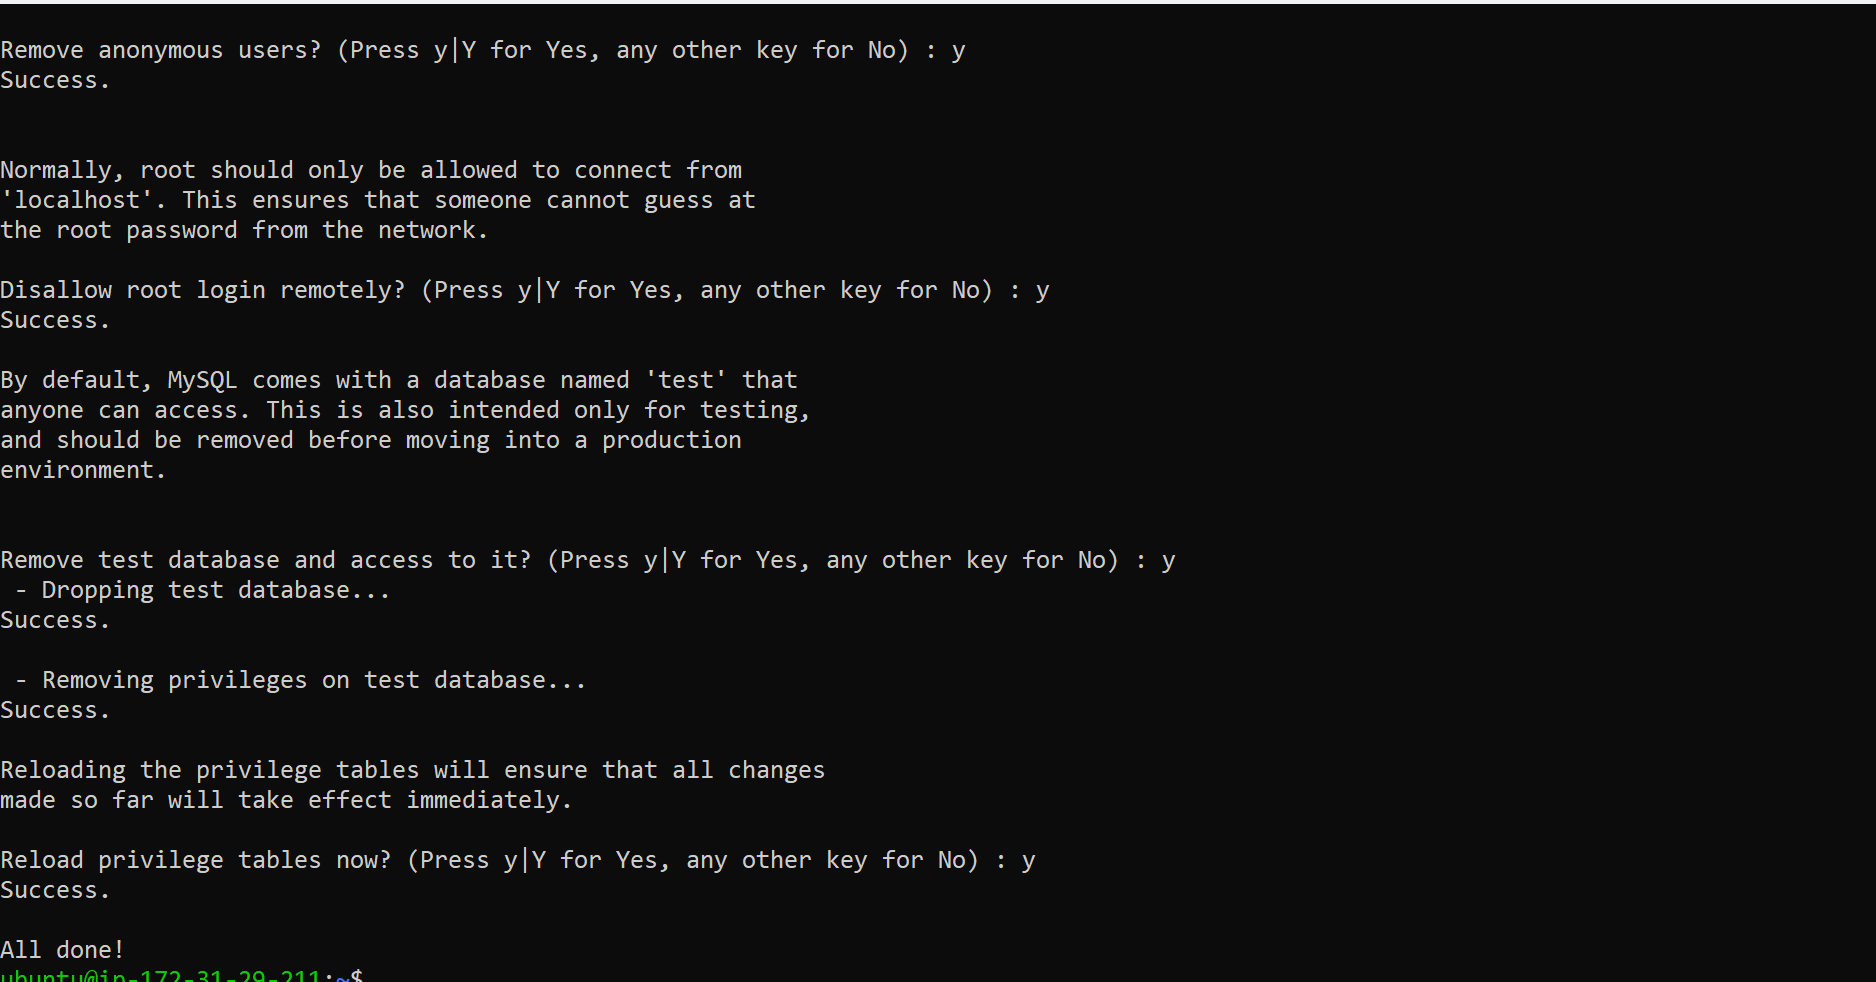 Remove anonymous users? (Press y|Y for Yes, any other key for No) : y
Success.
Normally, root should only be allowed to connect from
'localhost'. This ensures that someone cannot guess at
the root password from the network.
Disallow root login remotely? (Press y|Y for Yes, any other key for No) : y
Success.
By default, MySQL comes with a database named 'test' that
anyone can access. This is also intended only for testing,
and should be removed before moving into a production
environment.
Remove test database and access to it? (Press y|Y for Yes, any other key for No) : y
 - Dropping test database...
Success.
 - Removing privileges on test database...
Success.
Reloading the privilege tables will ensure that all changes
made so far will take effect immediately.
Reload privilege tables now? (Press y|Y for Yes, any other key for No) : y
Success.
All done!
ubuntu@ip-172-31-29-211:~$